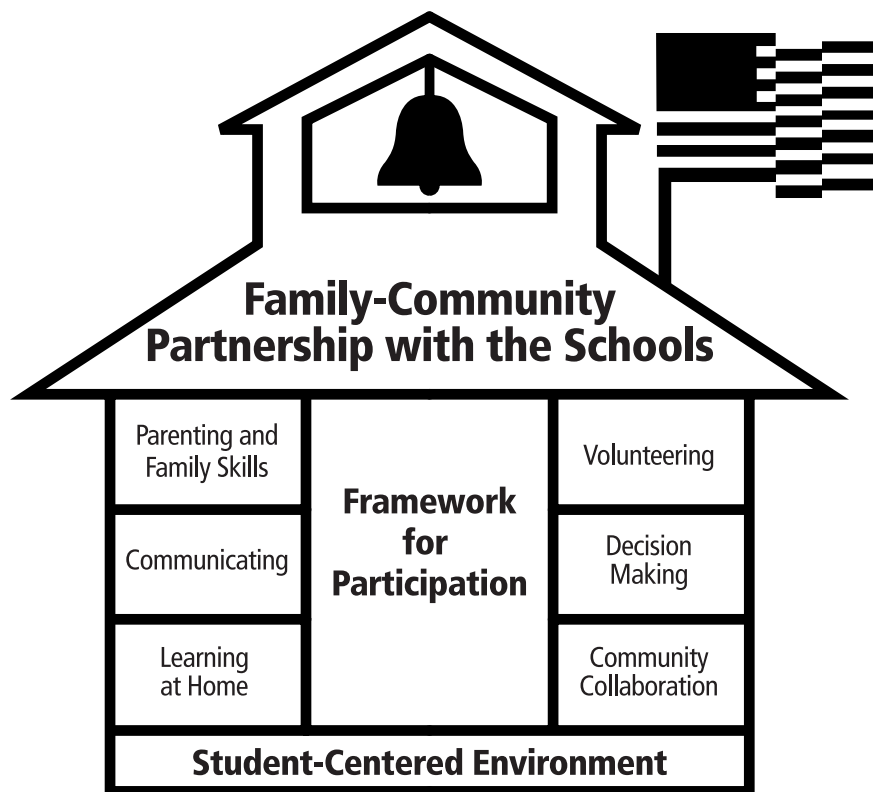 Family-Community
Partnership with the Schools
Parenting and
Family Skills
Communicating
Learning
at Home
Framework
for
Participation
Volunteering
Decision
Making
Community
Collaboration
Student-Centered Environment